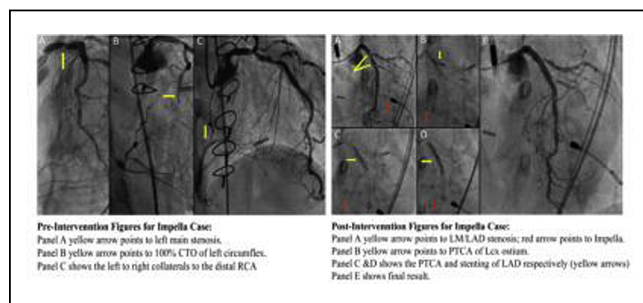 A
B
C
A
B
E
C
D
Pre-Intervenntion Figures for Impella Case:
Panel A yellow arrow points to left main stenosis.
Panel B yellow arrow points to 100% CTO of left circumflex.
Panel C shows the left to right collaterals to the distal RCA
Post-Intervenntion Figures for Impella Case:
Panel A yellow arrow points to LM/LAD stenosis; red arrow points to Impella.
Panel B yellow arrow points to PTCA of Lcx ostium.
Panel C &D shows the PTCA and stenting of LAD respectively (yellow arrows)
Panel E shows final result.